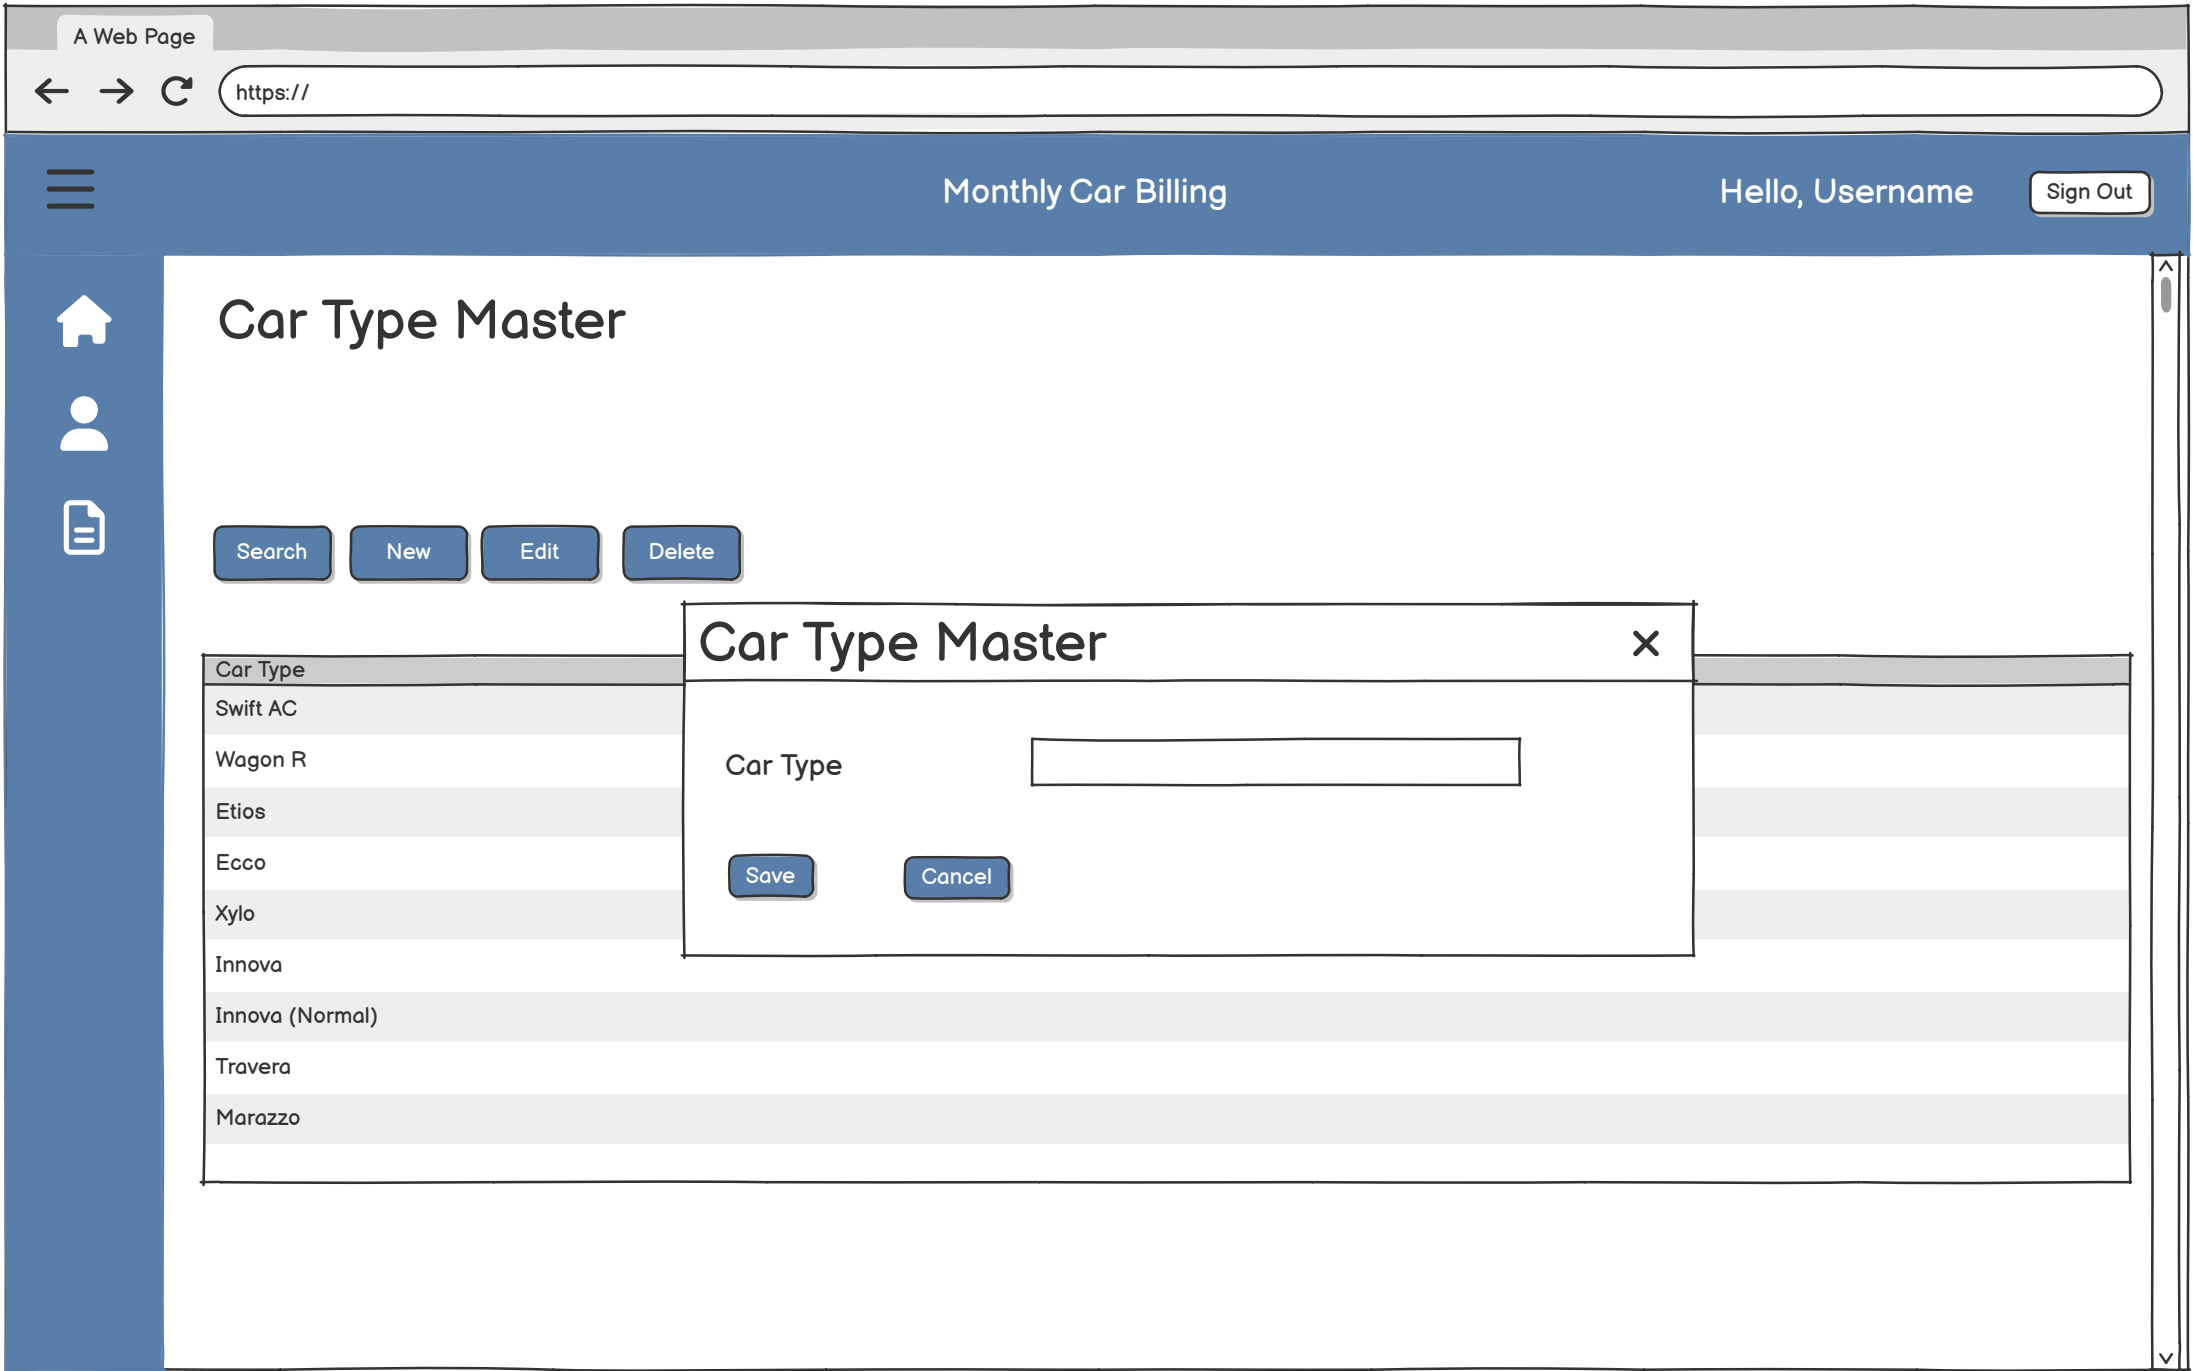 A Web Page
https://
Monthly Car Billing
Hello, Username
Sign Out
Car Type Master
Search
New
Edit
Delete
Car Type Master
Car Type
Save
Cancel
Car Type
Swift AC
Wagon R
Etios
Ecco
Xylo
Innova
Innova (Normal)
Travera
Marazzo